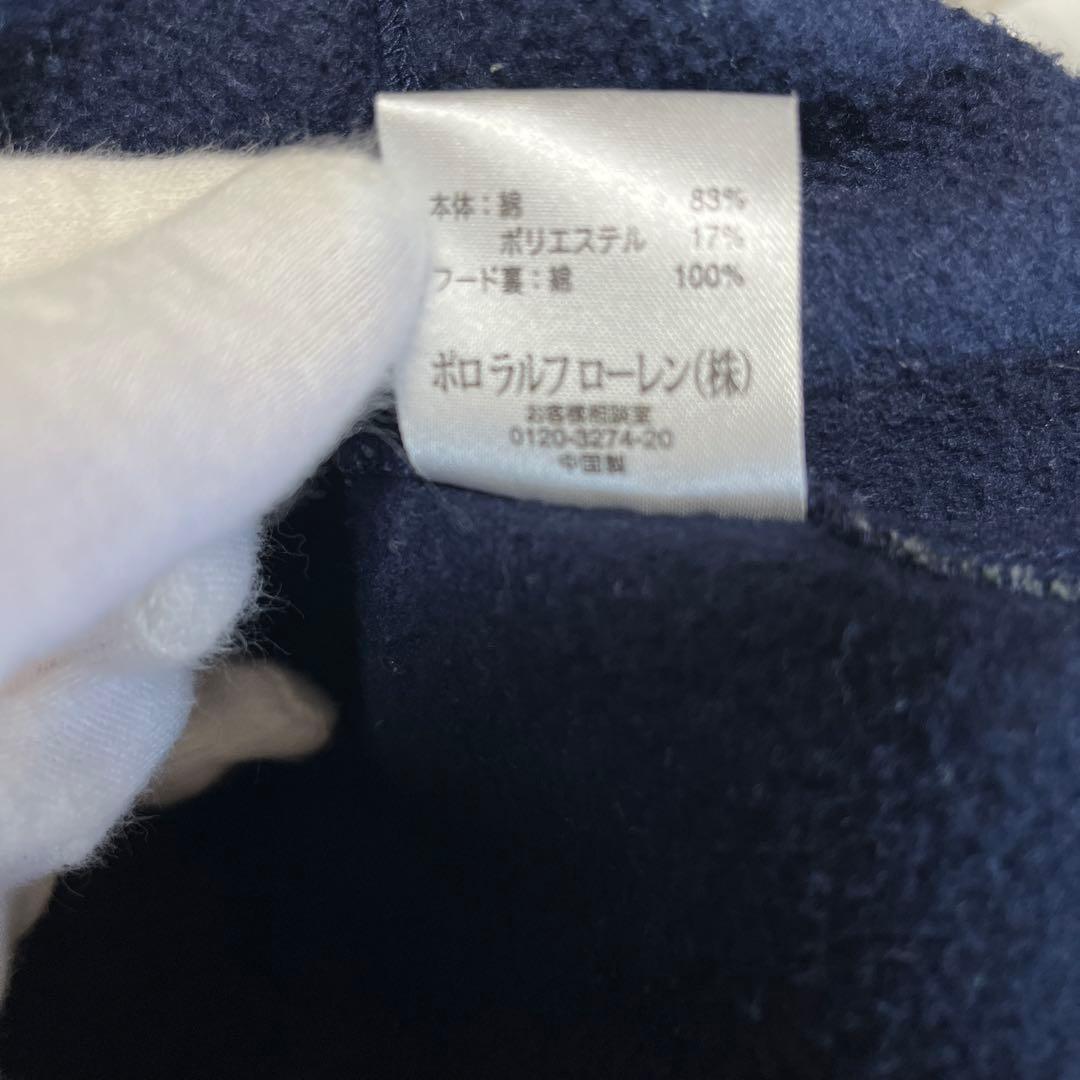 本体：綿 83%
ポリエステル 17%
フード裏：綿 100%
ポロ ラルフ ローレン(株)
お客様相談室
0120-3274-20
中国製